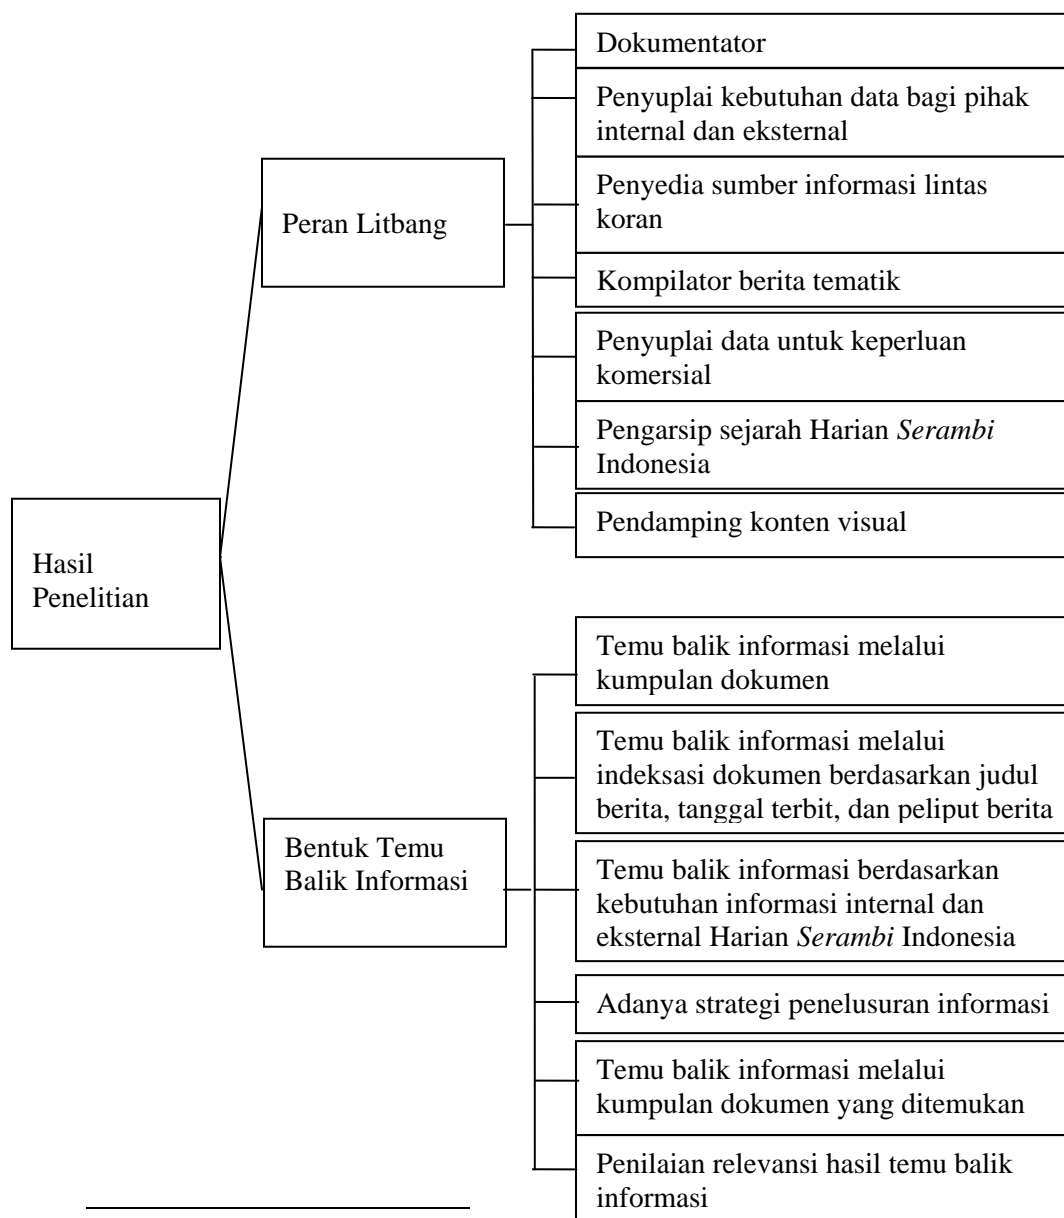 Dokumentator
Penyuplai kebutuhan data bagi pihak
internal dan eksternal
Peran Litbang
Penyedia sumber informasi lintas
koran
Kompilator berita tematik
Penyuplai data untuk keperluan
komersial
Pengarsip sejarah Harian Serambi
Indonesia
Pendamping konten visual
Hasil
Penelitian
Temu balik informasi melalui
kumpulan dokumen
Temu balik informasi melalui
indeksasi dokumen berdasarkan judul
berita, tanggal terbit, dan peliput berita
Bentuk Temu
Balik Informasi
Temu balik informasi berdasarkan
kebutuhan informasi internal dan
eksternal Harian Serambi Indonesia
Adanya strategi penelusuran informasi
Temu balik informasi melalui
kumpulan dokumen yang ditemukan
Penilaian relevansi hasil temu balik
informasi